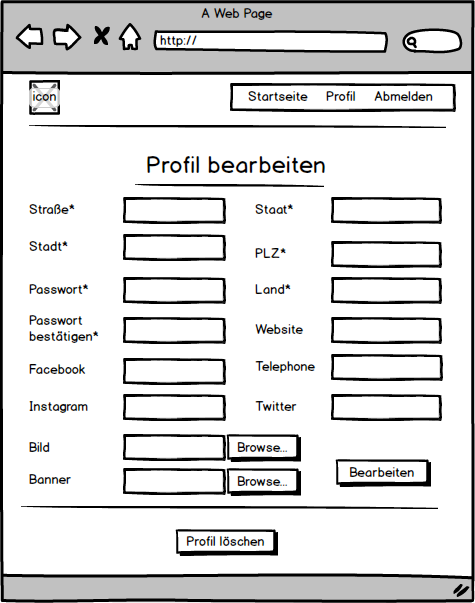 A Web Page
http://
icon
Startseite Profil Abmelden
Profil bearbeiten
Straße* Staat*
Stadt* PLZ*
Passwort* Land*
Passwort
bestätigen* Website
Facebook Telephone
Instagram Twitter
Bild Browse...
Banner Browse... Bearbeiten
Profil löschen